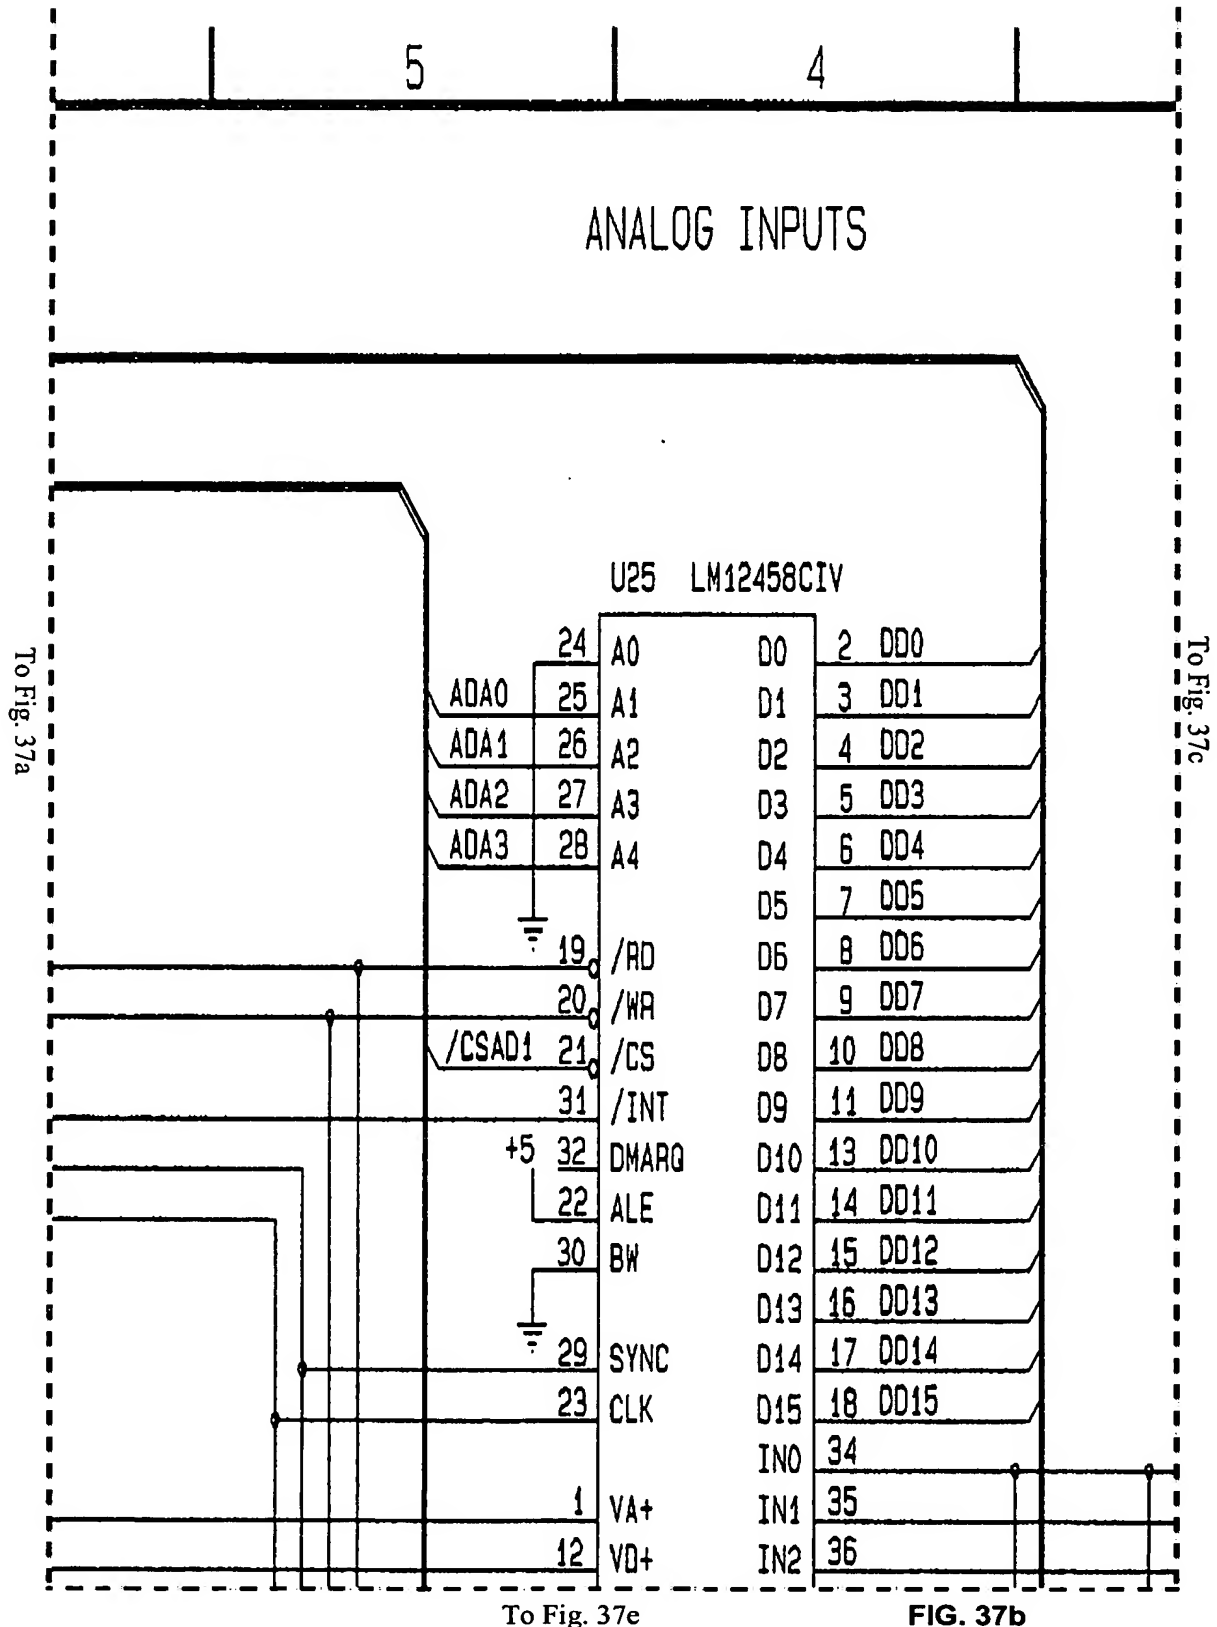 5 4
ANALOG INPUTS
U25 LM12458CIV
24 A0 D0 2 DD0
ADA0 25 A1 D1 3 DD1
ADA1 26 A2 D2 4 DD2
ADA2 27 A3 D3 5 DD3
ADA3 28 A4 D4 6 DD4
D5 7 DD5
19 /RD D6 8 DD6
20 /WR D7 9 DD7
/CSAD1 21 /CS D8 10 DD8
31 /INT D9 11 DD9
+5 32 DMARQ D10 13 DD10
22 ALE D11 14 DD11
30 BW D12 15 DD12
D13 16 DD13
29 SYNC D14 17 DD14
23 CLK D15 18 DD15
IN0 34
1 VA+ IN1 35
12 VD+ IN2 36
To Fig. 37a
To Fig. 37c
To Fig. 37e
FIG. 37b